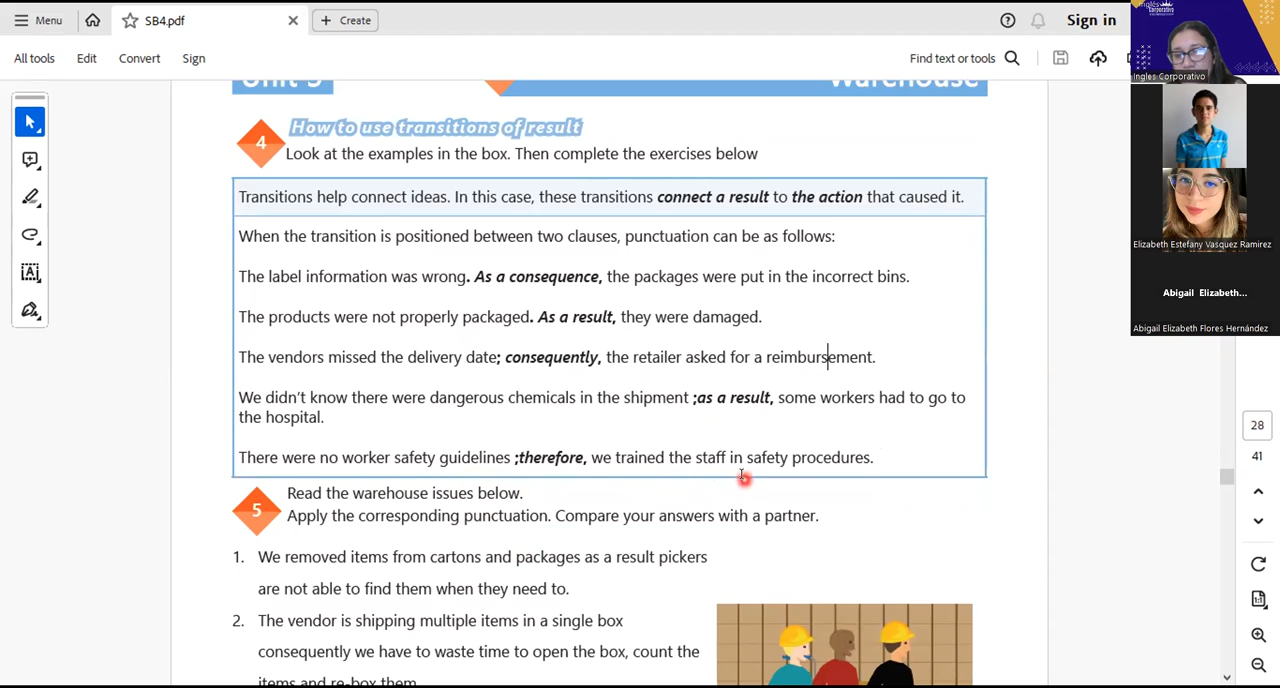 Menu
SB4.pdf
Create
Sign in
All tools
Edit
Convert
Sign
Find text or tools
Unit 5
Warehouse
4
How to use transitions of result
Look at the examples in the box. Then complete the exercises below
Transitions help connect ideas. In this case, these transitions connect a result to the action that caused it.
When the transition is positioned between two clauses, punctuation can be as follows:
The label information was wrong. As a consequence, the packages were put in the incorrect bins.
The products were not properly packaged. As a result, they were damaged.
The vendors missed the delivery date; consequently, the retailer asked for a reimbursement.
We didn't know there were dangerous chemicals in the shipment ;as a result, some workers had to go to
the hospital.
There were no worker safety guidelines ;therefore, we trained the staff in safety procedures.
5
Read the warehouse issues below.
Apply the corresponding punctuation. Compare your answers with a partner.
1. We removed items from cartons and packages as a result pickers
are not able to find them when they need to.
2. The vendor is shipping multiple items in a single box
consequently we have to waste time to open the box, count the
items and re-box them
Inglés
Corporativo
Ingles Corporativo
Elizabeth Estefany Vasquez Ramirez
Abigail Elizabeth...
Abigail Elizabeth Flores Hernández
28
41
1:1